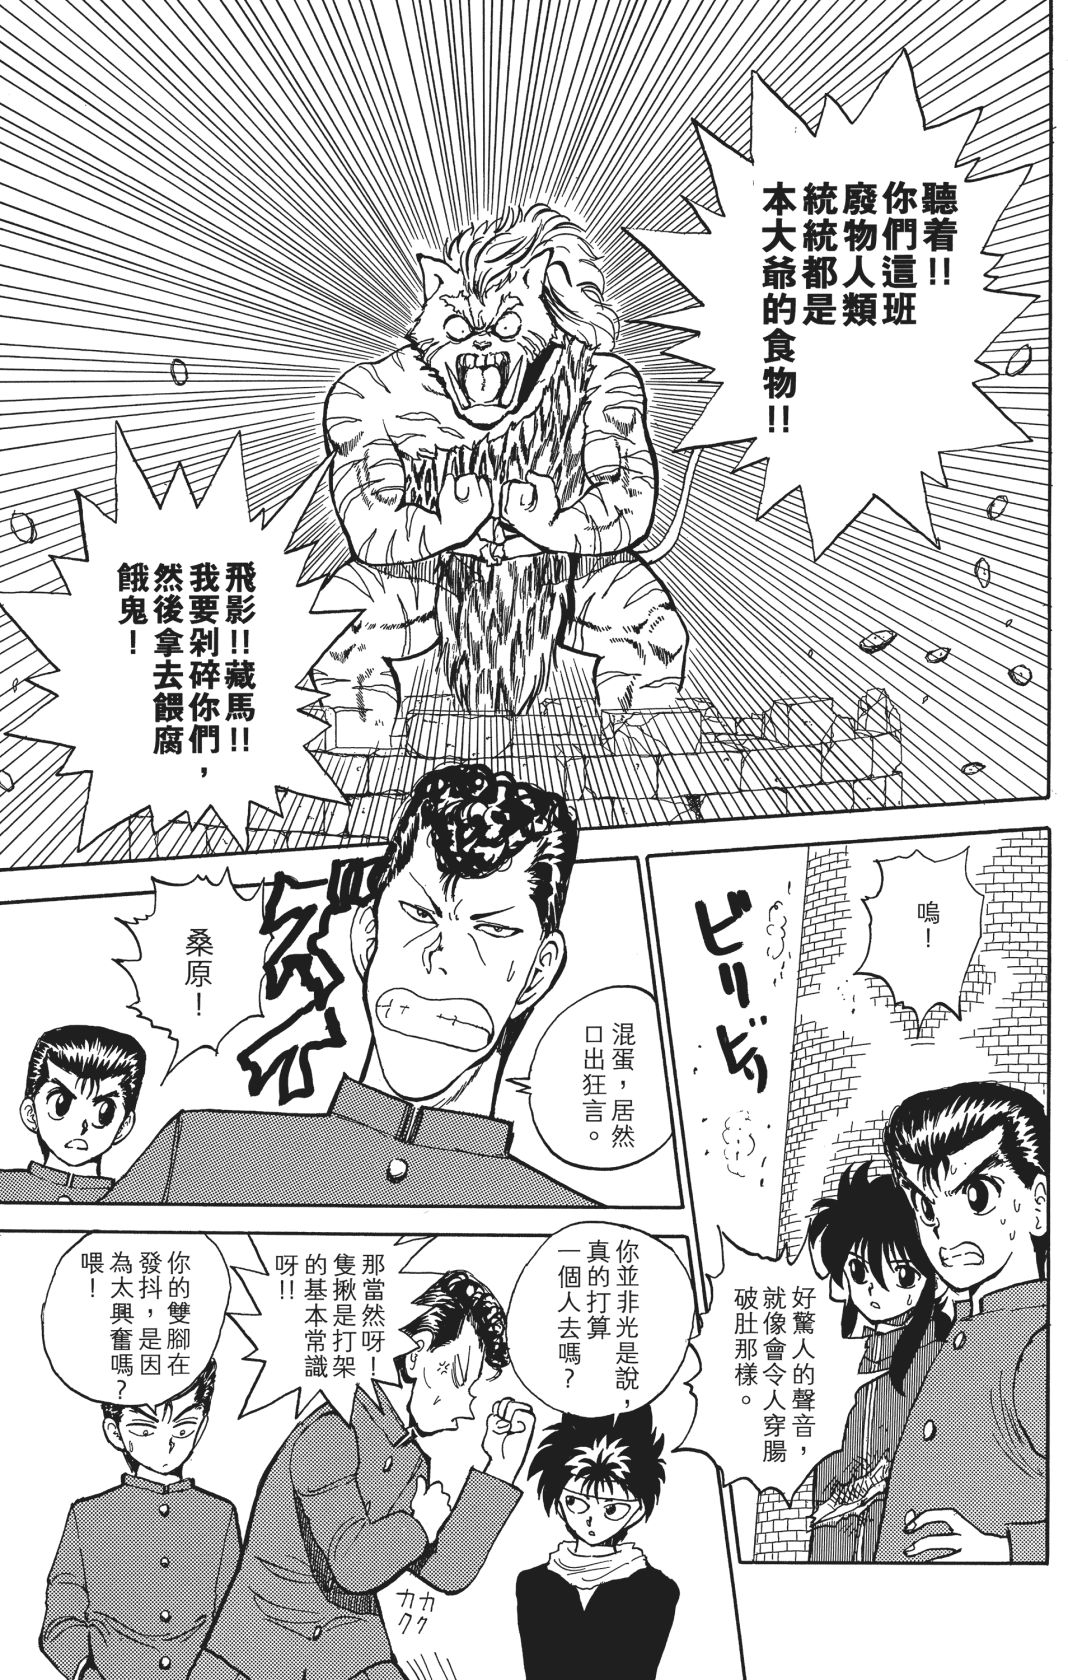 聽着!!
你們這班
廢物人類
統統都是
本大爺的食物!!
飛影!!藏馬!!
我要剁碎你們，
然後拿去餵腐
餓鬼！
嗚！
ビリビリ
好驚人的聲音，
就像會令人穿腸
破肚那樣。
混蛋，居然
口出狂言。
桑原！
你並非光是說，
真的打算
一個人去嗎？
那當然呀！
隻揪是打架
的基本常識
呀!!
カクカク
你的雙腳在
發抖，是因
為太興奮嗎？
喂！